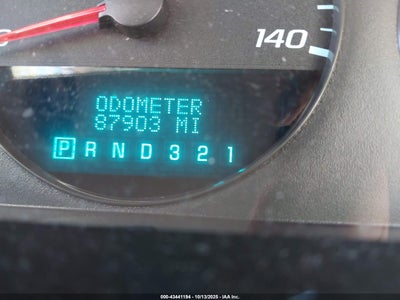 140
ODOMETER
87903 MI
P R N D 3 2 1
000-43441194 - 10/13/2025 - IAA Inc.